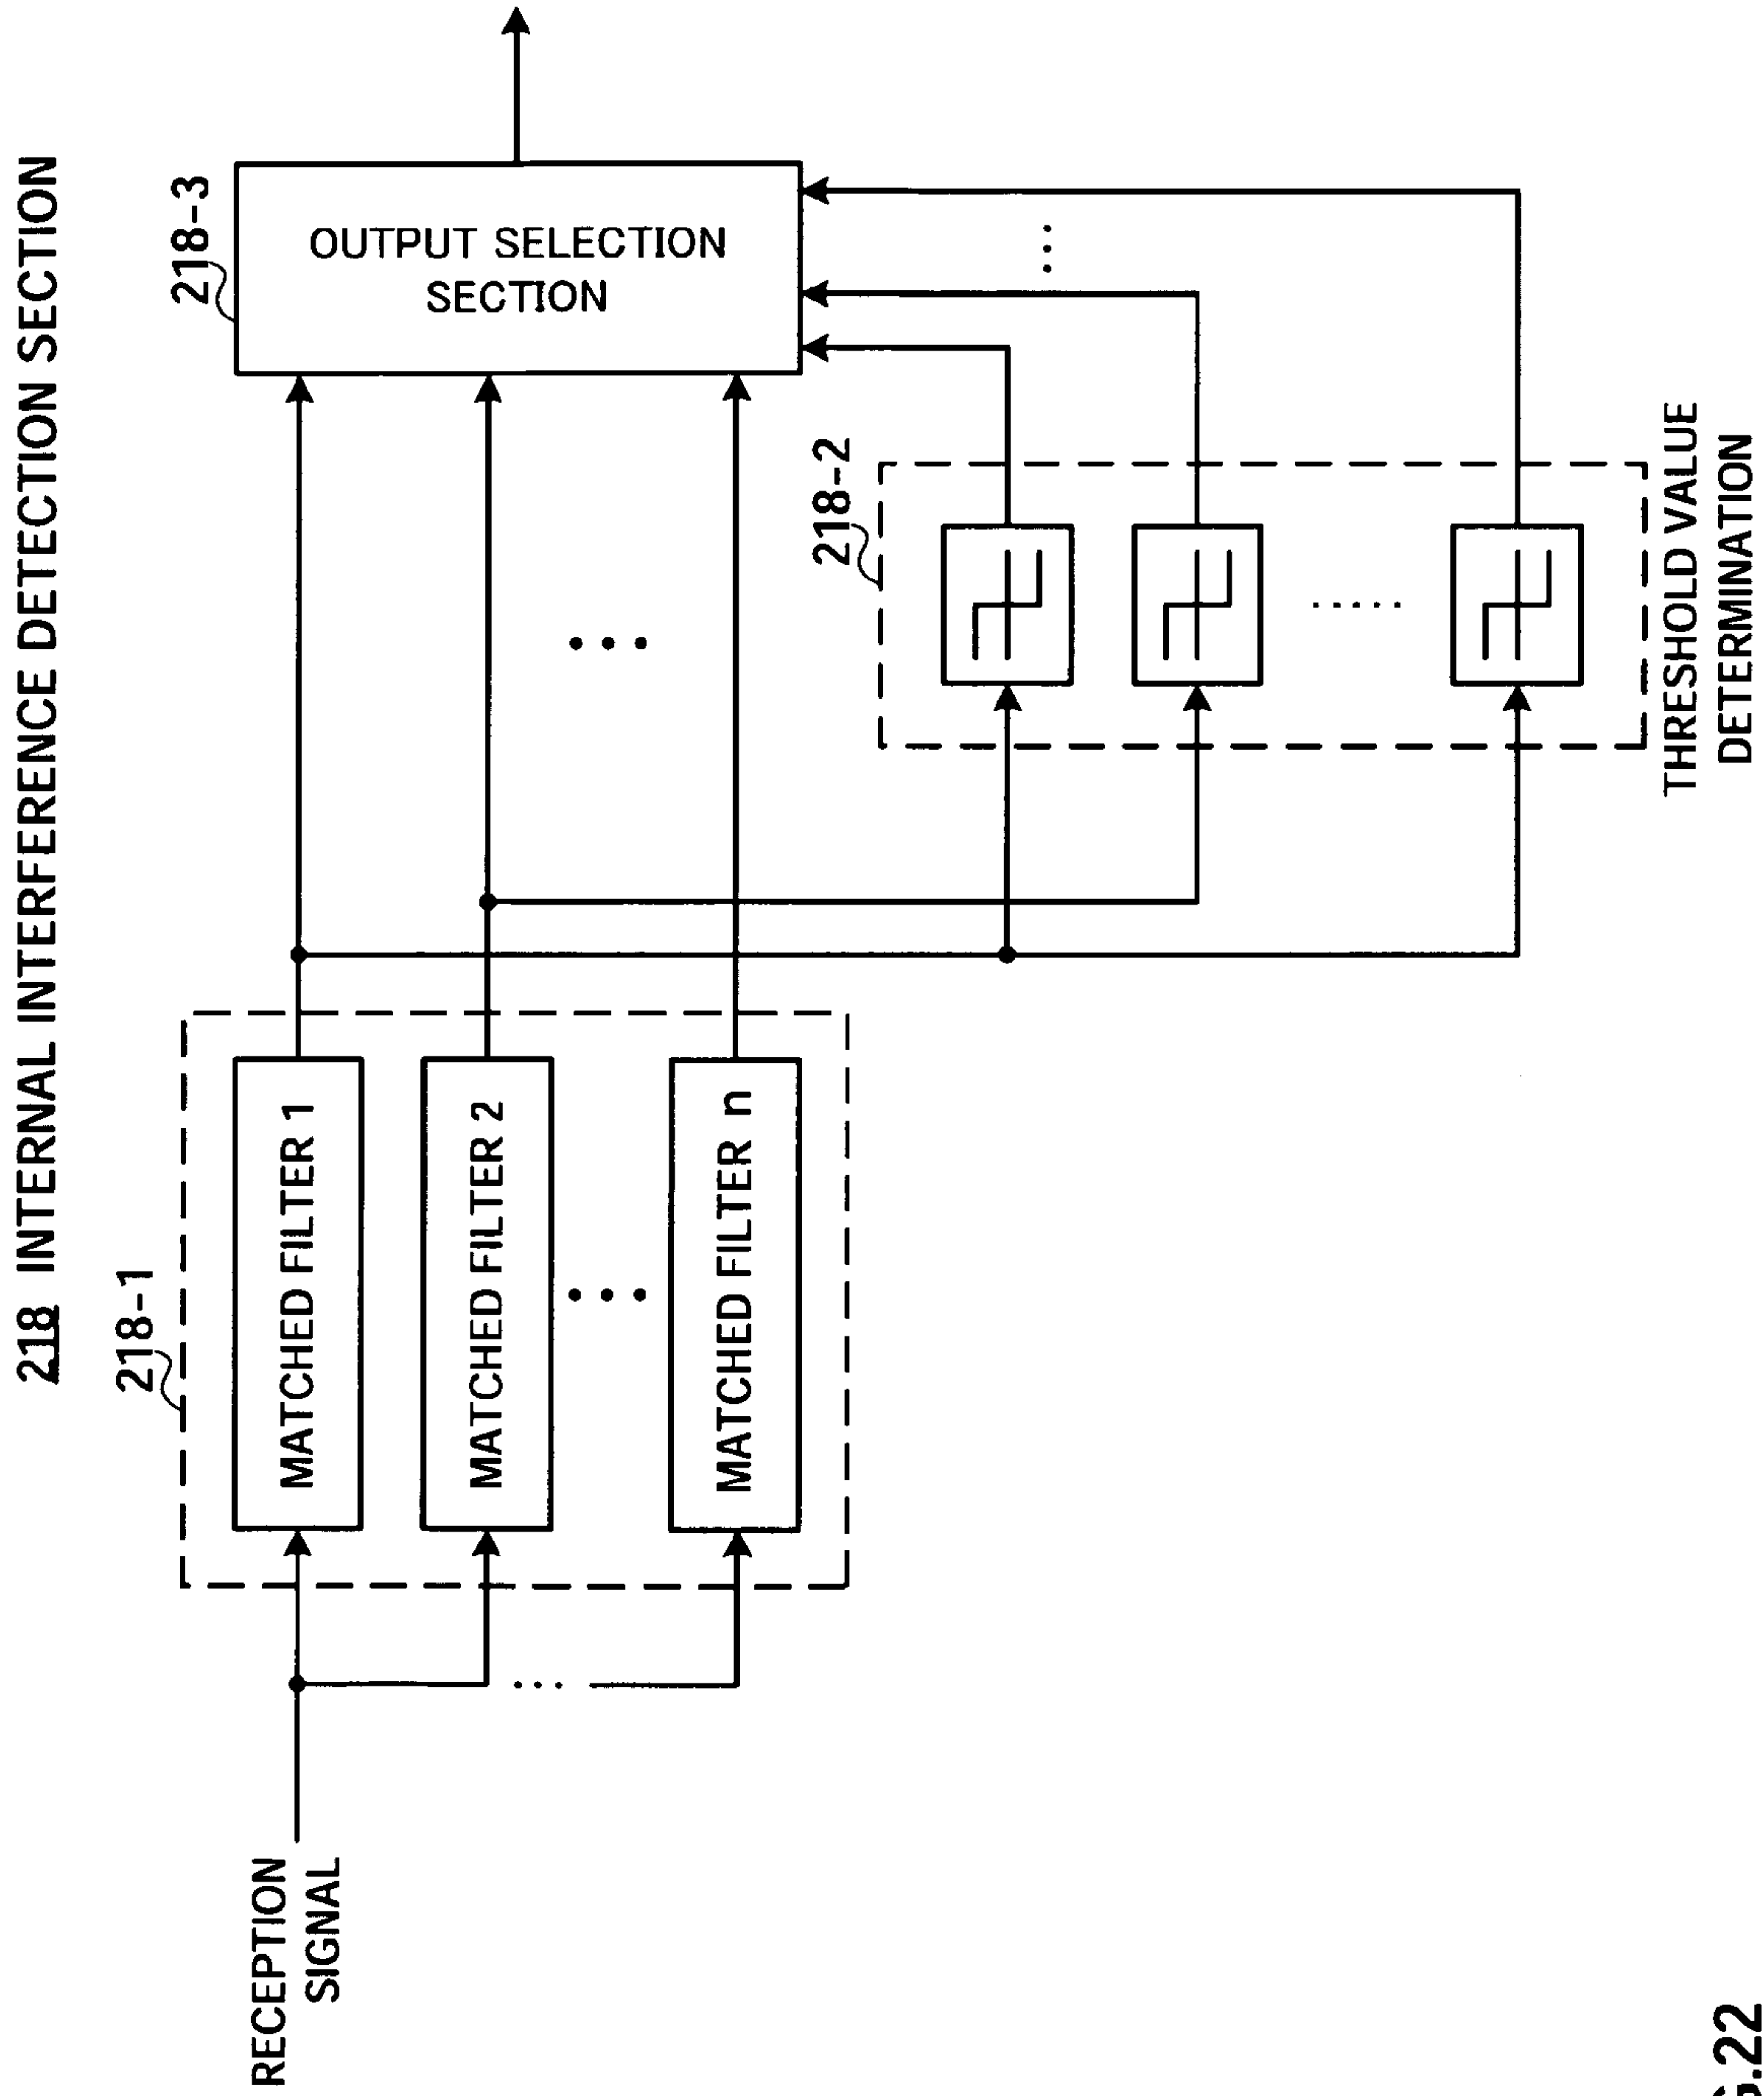 218 INTERNAL INTERFERENCE DETECTION SECTION
218-1
MATCHED FILTER 1
MATCHED FILTER 2
MATCHED FILTER n
RECEPTION
SIGNAL
218-3
OUTPUT SELECTION
SECTION
218-2
THRESHOLD VALUE
DETERMINATION
.22